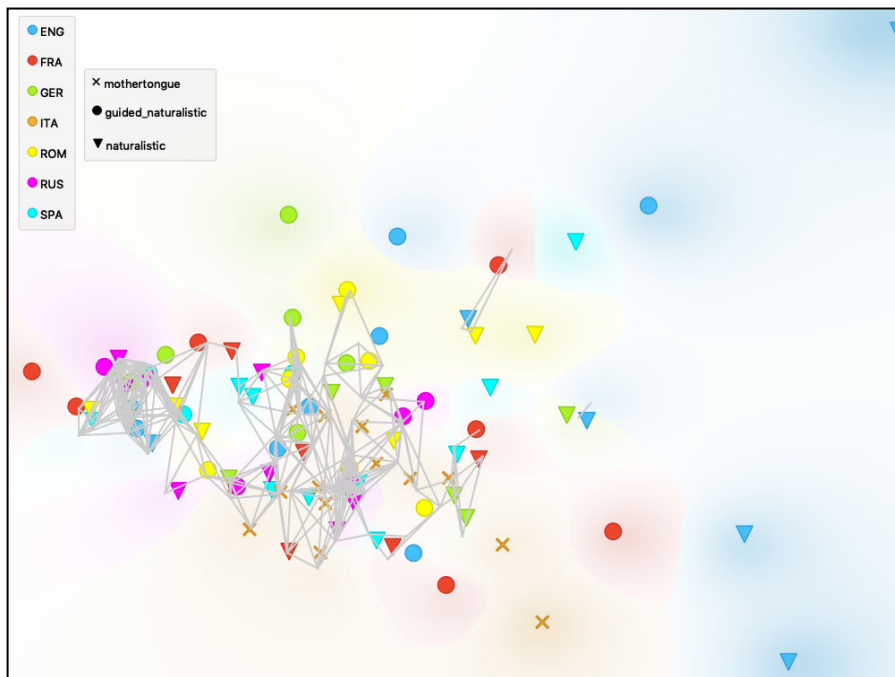 ENG
FRA
GER
ITA
ROM
RUS
SPA
mothertongue
guided_naturalistic
naturalistic